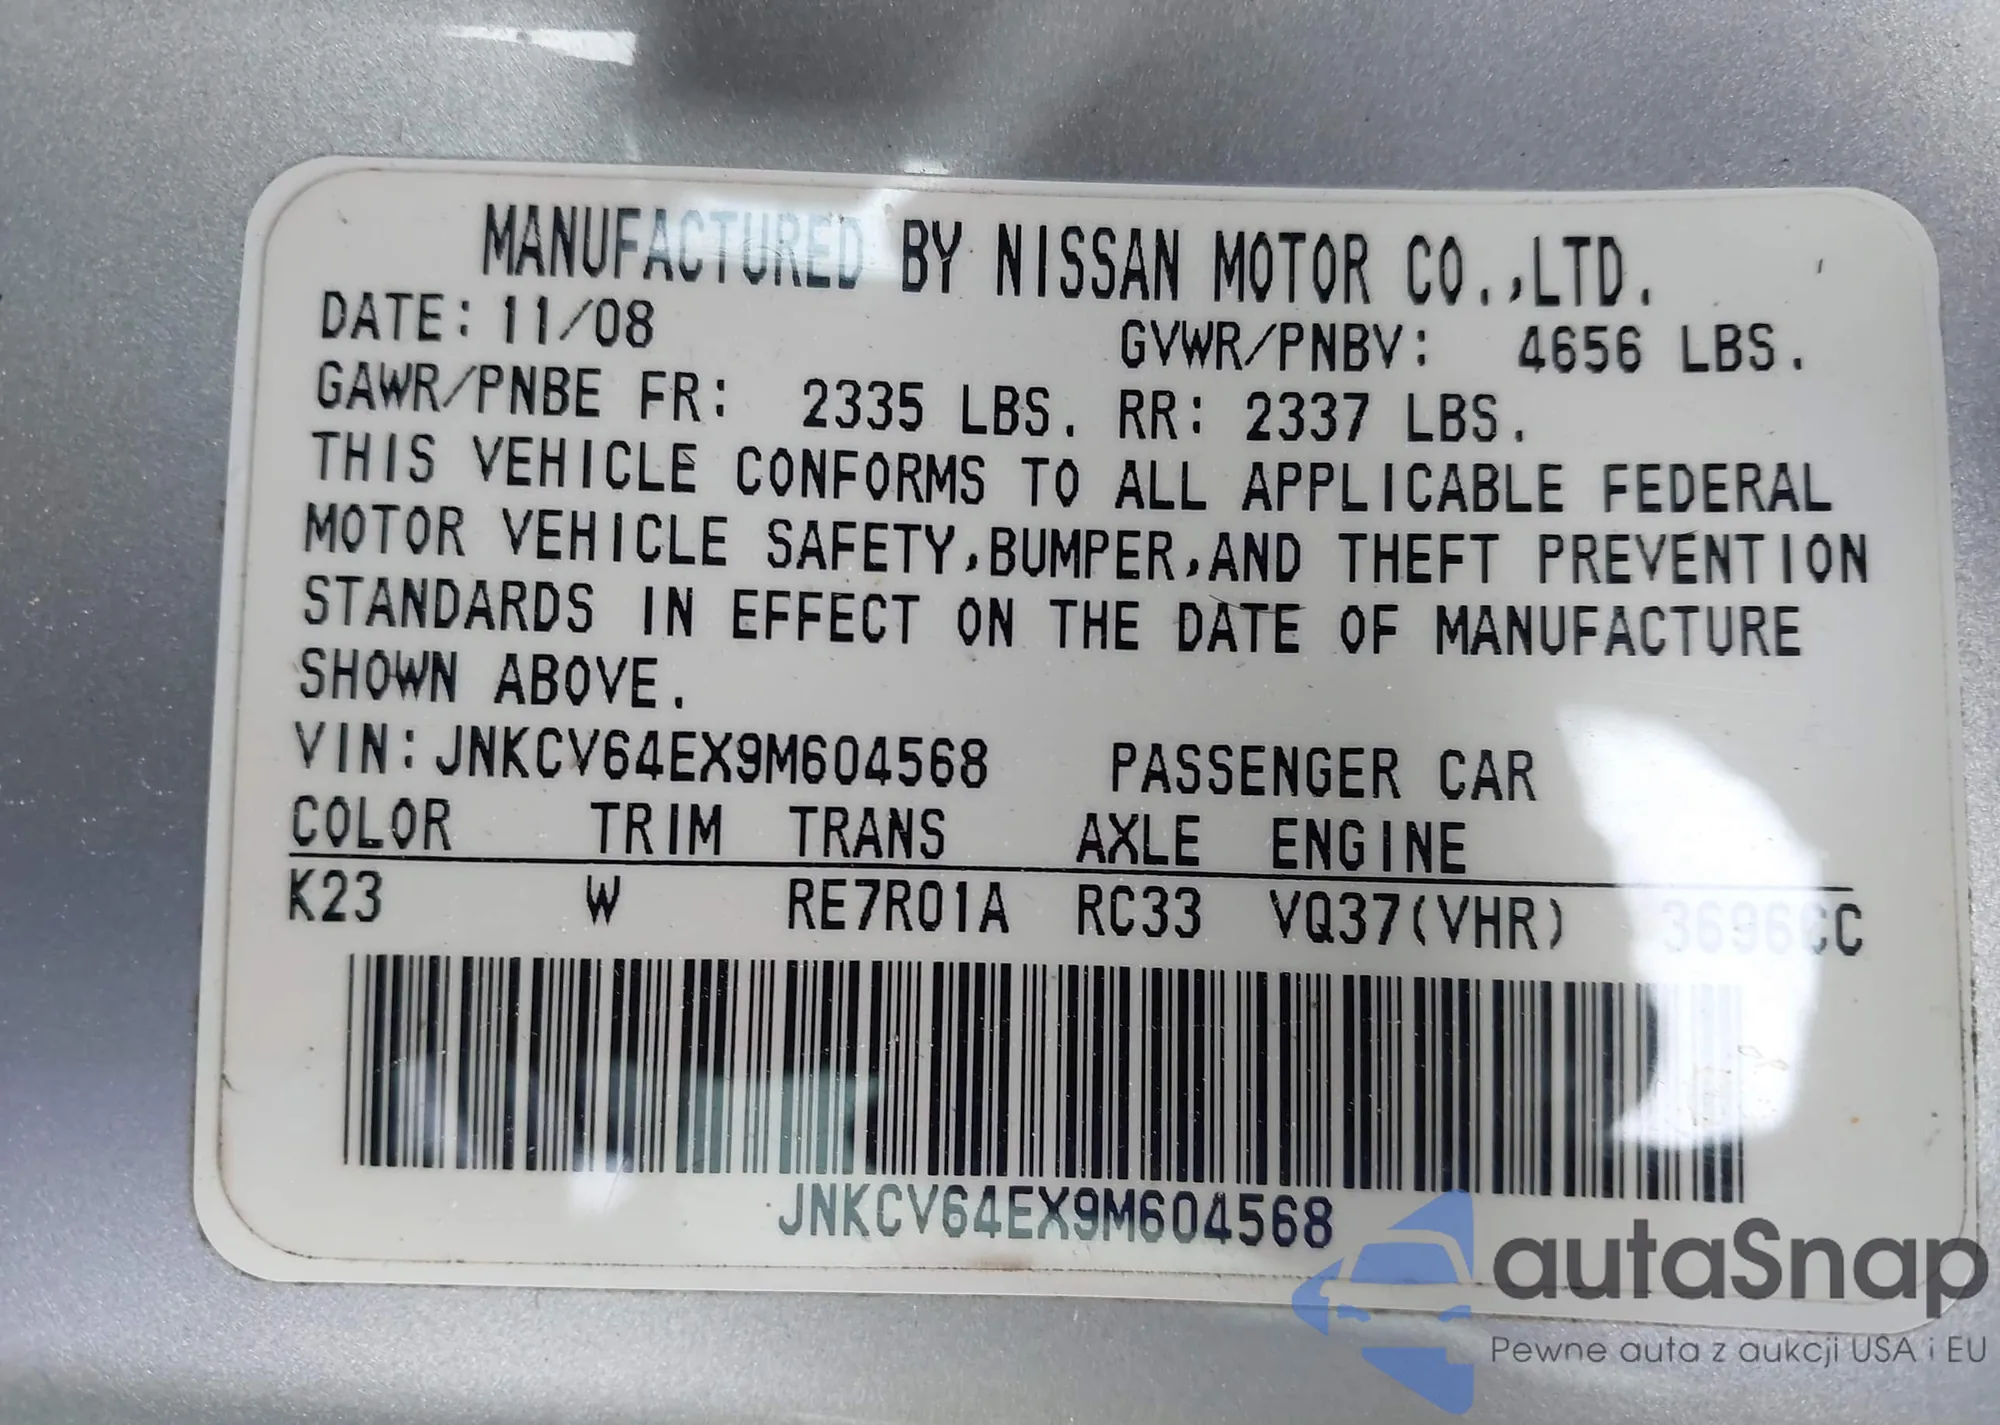 MANUFACTURED BY NISSAN MOTOR CO.,LTD.
DATE: 11/08 GVWR/PNBV: 4656 LBS.
GAWR/PNBE FR: 2335 LBS. RR: 2337 LBS.
THIS VEHICLE CONFORMS TO ALL APPLICABLE FEDERAL
MOTOR VEHICLE SAFETY,BUMPER,AND THEFT PREVENTION
STANDARDS IN EFFECT ON THE DATE OF MANUFACTURE
SHOWN ABOVE.
VIN:JNKCV64EX9M604568 PASSENGER CAR
COLOR TRIM TRANS AXLE ENGINE
K23 W RE7R01A RC33 VQ37(VHR) 3696CC
JNKCV64EX9M604568
autaSnap
Pewne auta z aukcji USA i EU